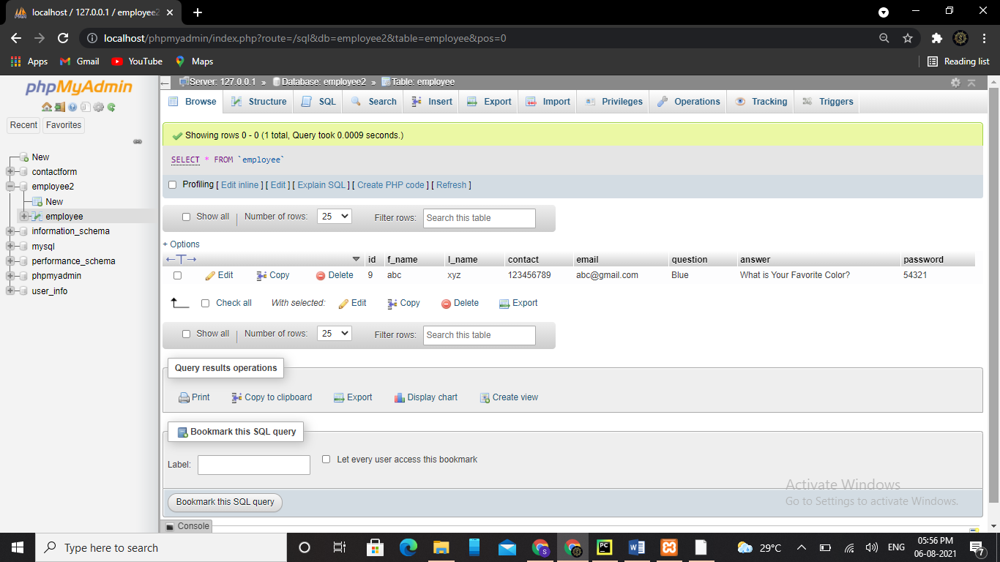 localhost / 127.0.0.1 / employee2
localhost/phpmyadmin/index.php?route=/sql&db=employee2&table=employee&pos=0
Apps Gmail YouTube Maps Reading list
phpMyAdmin
Recent Favorites
New
contactform
employee2
New
employee
information_schema
mysql
performance_schema
phpmyadmin
user_info
Server: 127.0.0.1 » Database: employee2 » Table: employee
Browse Structure SQL Search Insert Export Import Privileges Operations Tracking Triggers
Showing rows 0 - 0 (1 total, Query took 0.0009 seconds.)
SELECT * FROM `employee`
Profiling [ Edit inline ] [ Edit ] [ Explain SQL ] [ Create PHP code ] [ Refresh ]
Show all Number of rows: 25 Filter rows: Search this table
+ Options
←T→ id f_name l_name contact email question answer password
Edit Copy Delete 9 abc xyz 123456789 abc@gmail.com Blue What is Your Favorite Color? 54321
Check all With selected: Edit Copy Delete Export
Show all Number of rows: 25 Filter rows: Search this table
Query results operations
Print Copy to clipboard Export Display chart Create view
Bookmark this SQL query
Label: Let every user access this bookmark
Bookmark this SQL query
Activate Windows
Go to Settings to activate Windows.
Console
Type here to search
29°C ENG 05:56 PM
06-08-2021
7